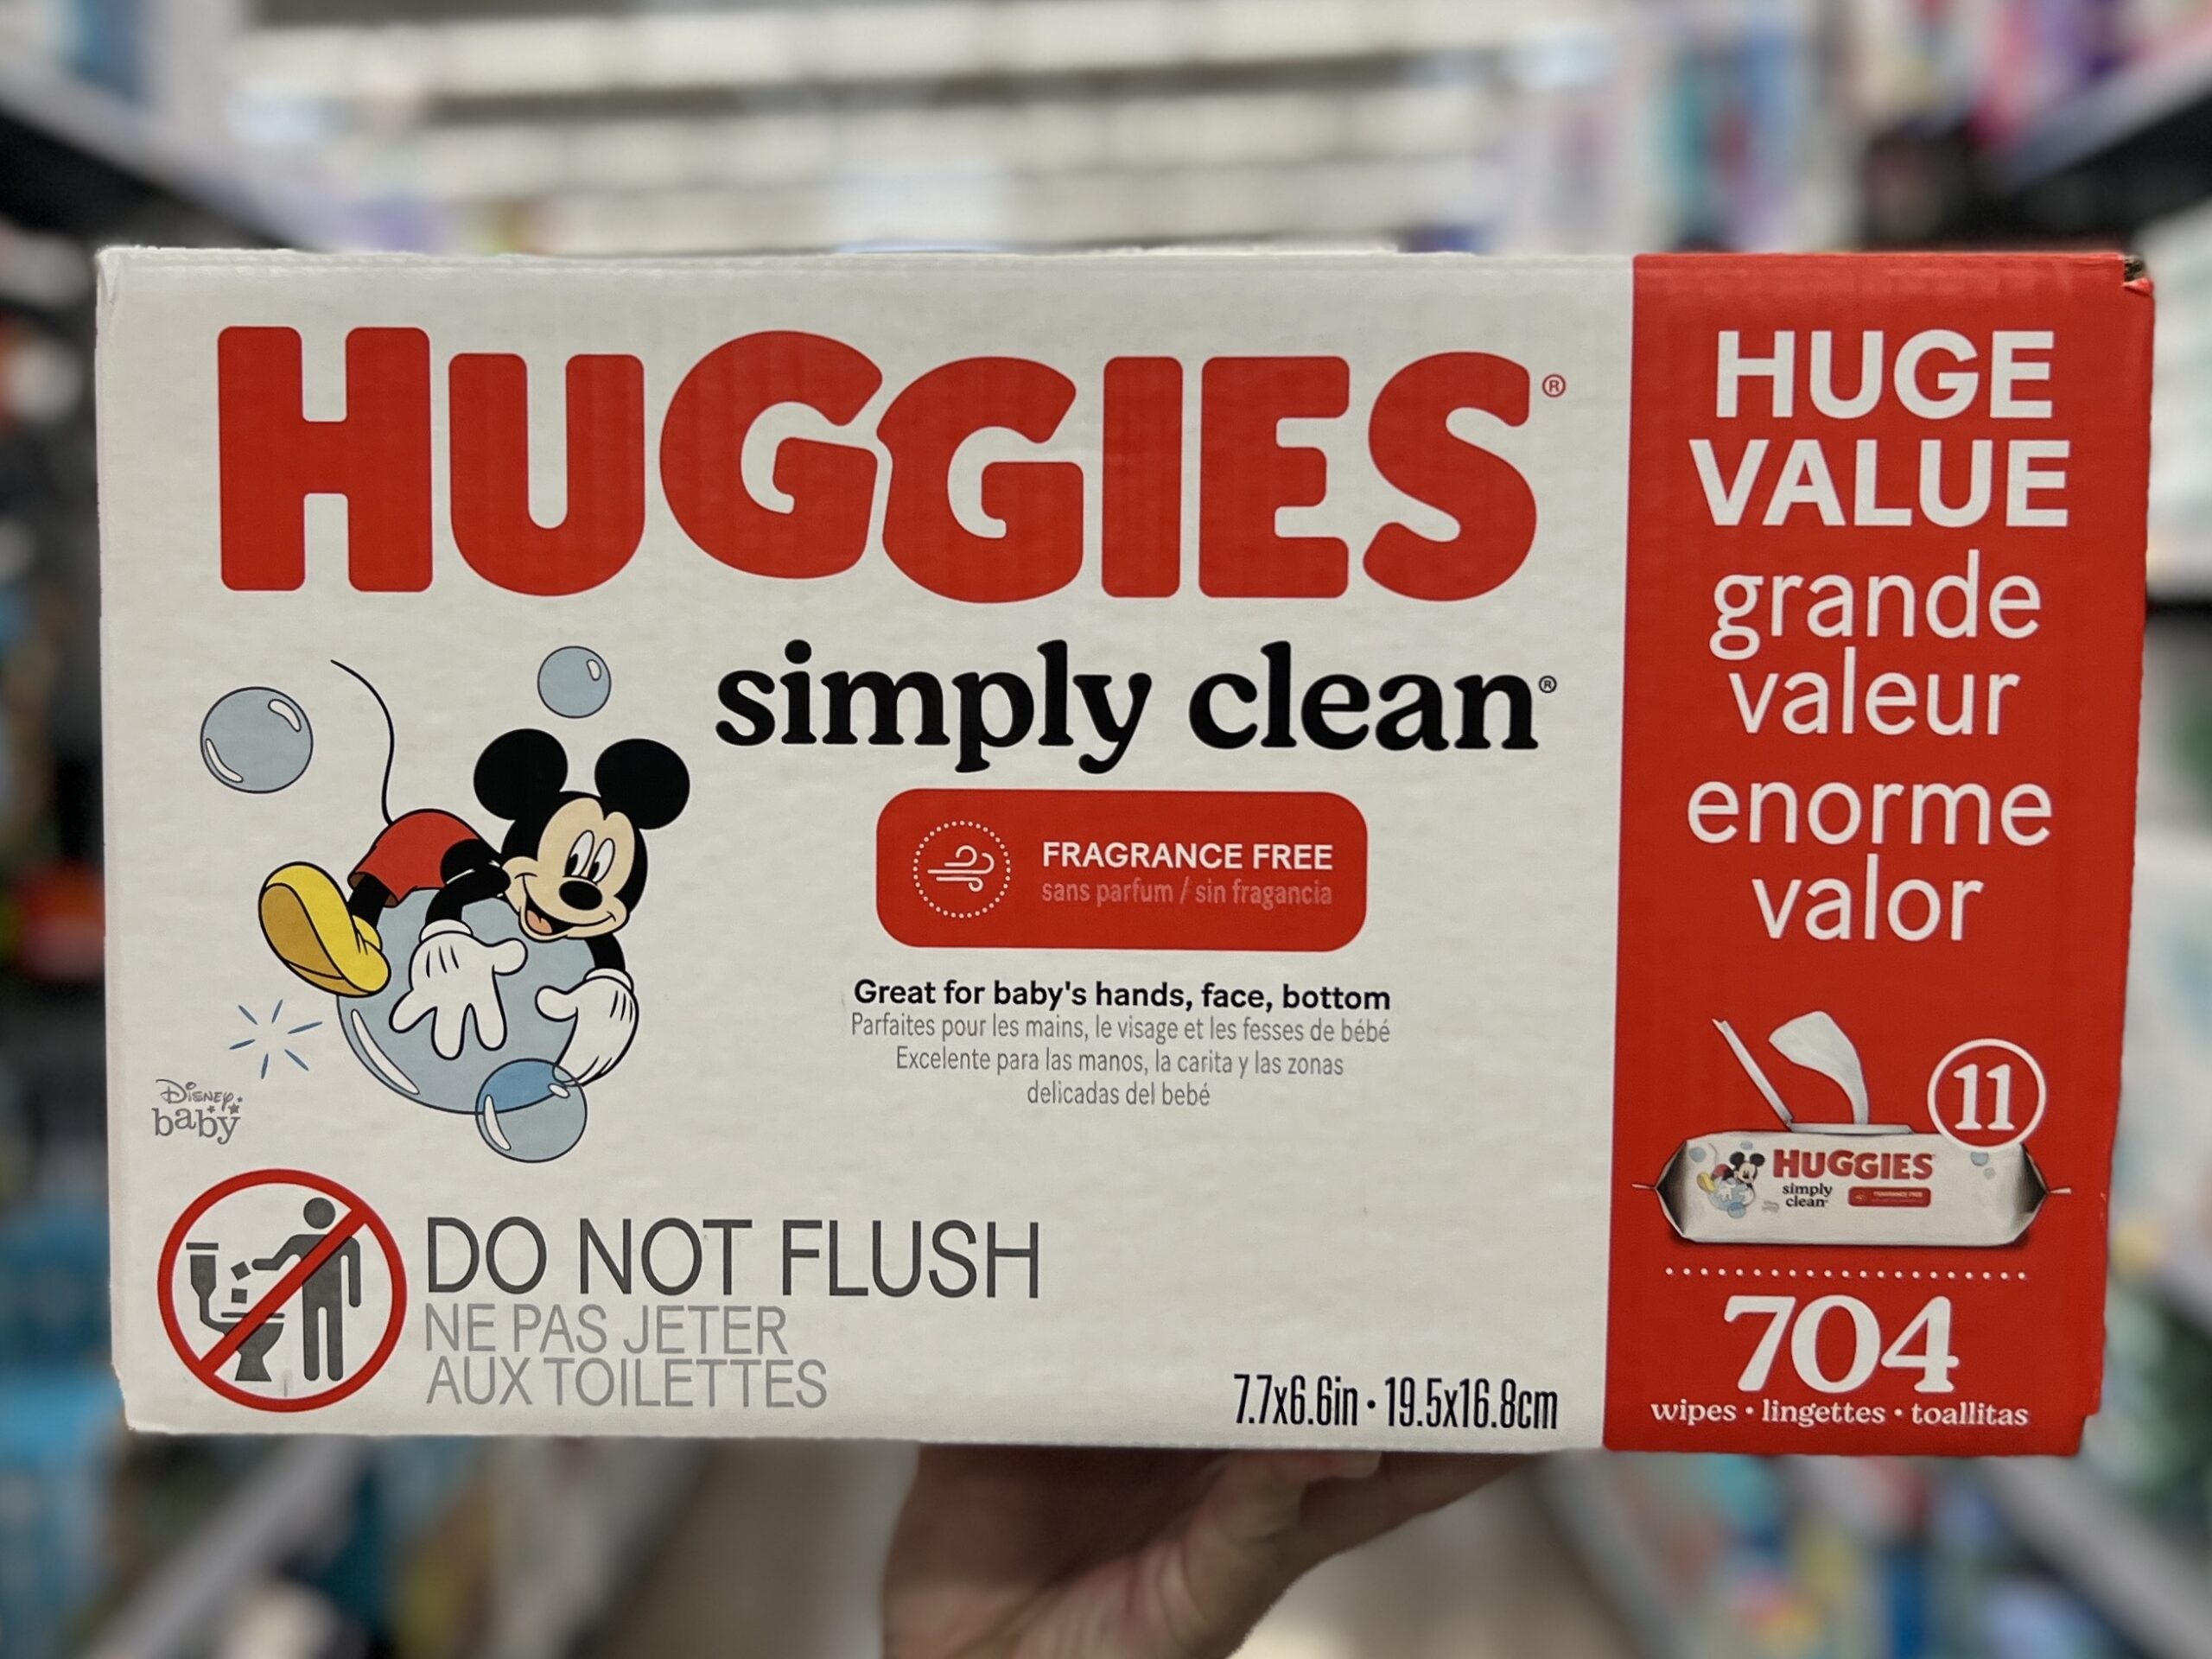 HUGGIES®
simply clean®
FRAGRANCE FREE
sans parfum / sin fragancia
Great for baby's hands, face, bottom
Parfaites pour les mains, le visage et les fesses de bébé
Excelente para las manos, la carita y las zonas
delicadas del bebé
Disney
baby
DO NOT FLUSH
NE PAS JETER
AUX TOILETTES
7.7x6.6in • 19.5x16.8cm
HUGE
VALUE
grande
valeur
enorme
valor
11
HUGGIES
simply
clean
FRAGRANCE FREE
704
wipes • lingettes • toallitas